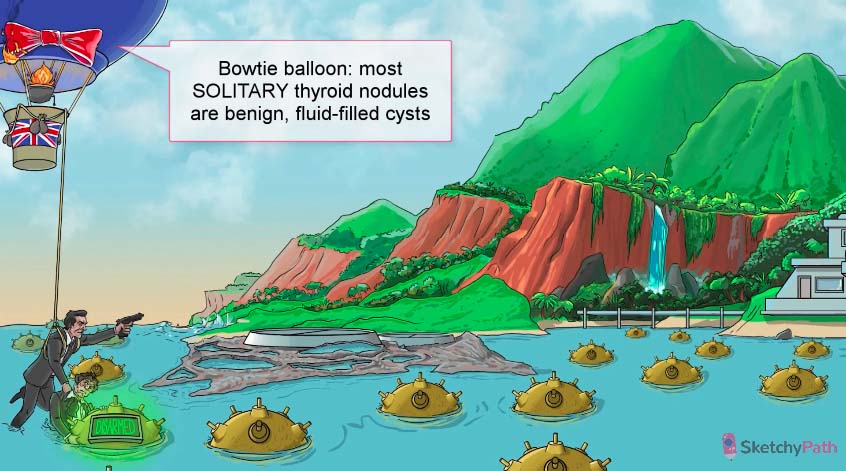 Bowtie balloon: most
SOLITARY thyroid nodules
are benign, fluid-filled cysts
DISARMED
SketchyPath